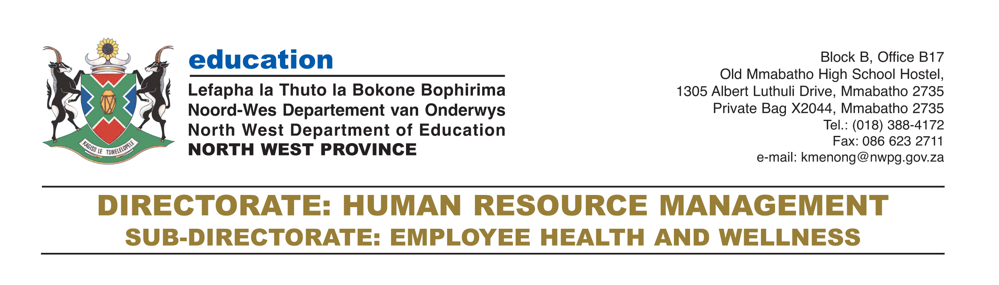 education
Lefapha la Thuto la Bokone Bophirima
Noord-Wes Departement van Onderwys
North West Department of Education
NORTH WEST PROVINCE
KAGISO LE TSWELELOPELE
Block B, Office B17
Old Mmabatho High School Hostel,
1305 Albert Luthuli Drive, Mmabatho 2735
Private Bag X2044, Mmabatho 2735
Tel.: (018) 388-4172
Fax: 086 623 2711
e-mail: kmenong@nwpg.gov.za
DIRECTORATE: HUMAN RESOURCE MANAGEMENT
SUB-DIRECTORATE: EMPLOYEE HEALTH AND WELLNESS